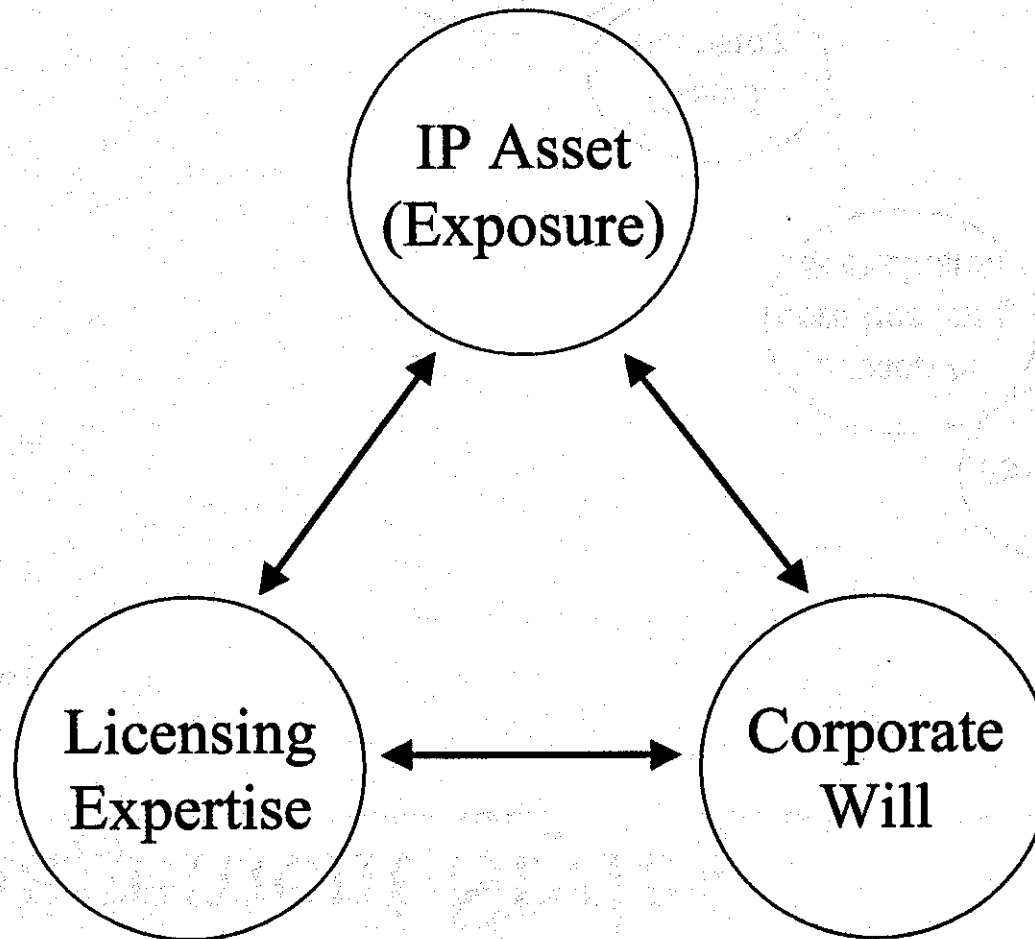 IP Asset
(Exposure)
Licensing
Expertise
Corporate
Will